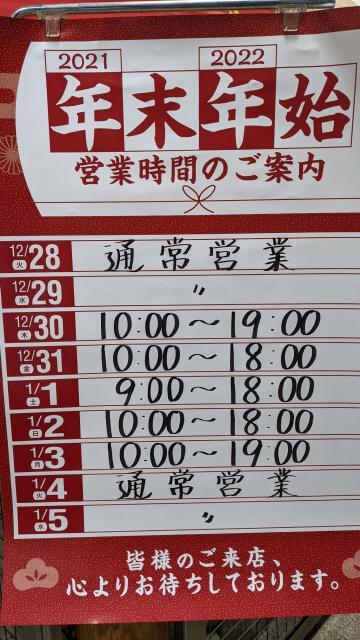 2021 2022
年末年始
営業時間のご案内
12/28 火 通常営業
12/29 水 〃
12/30 木 10:00～19:00
12/31 金 10:00～18:00
1/1 土 9:00～18:00
1/2 日 10:00～18:00
1/3 月 10:00～19:00
1/4 火 通常営業
1/5 水 〃
皆様のご来店、
心よりお待ちしております。